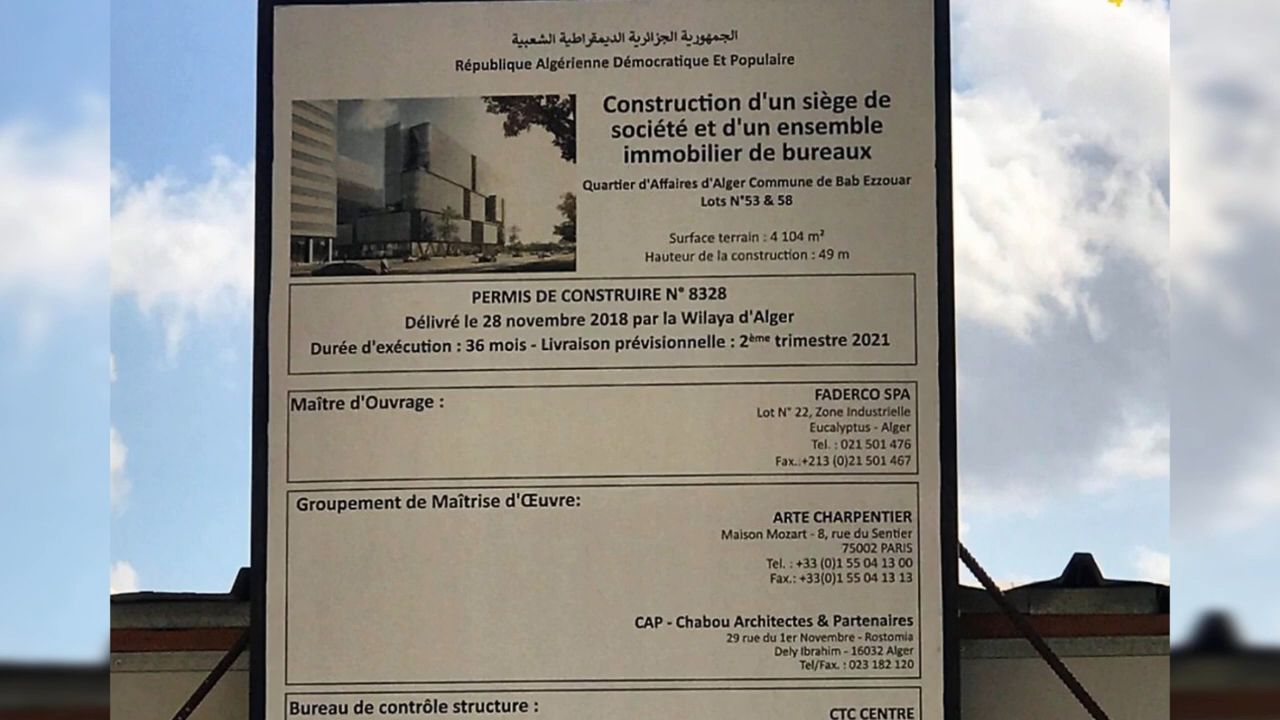 الجمهورية الجزائرية الديمقراطية الشعبية
République Algérienne Démocratique Et Populaire
Construction d'un siège de
société et d'un ensemble
immobilier de bureaux
Quartier d'Affaires d'Alger Commune de Bab Ezzouar
Lots N°53 & 58
Surface terrain : 4 104 m²
Hauteur de la construction : 49 m
PERMIS DE CONSTRUIRE N° 8328
Délivré le 28 novembre 2018 par la Wilaya d'Alger
Durée d'exécution : 36 mois - Livraison prévisionnelle : 2ème trimestre 2021
Maître d'Ouvrage :
FADERCO SPA
Lot N° 22, Zone Industrielle
Eucalyptus - Alger
Tel. : 021 501 476
Fax.:+213 (0)21 501 467
Groupement de Maîtrise d'Œuvre:
ARTE CHARPENTIER
Maison Mozart - 8, rue du Sentier
75002 PARIS
Tel. : +33 (0)1 55 04 13 00
Fax.: +33(0)1 55 04 13 13
CAP - Chabou Architectes & Partenaires
29 rue du 1er Novembre - Rostomia
Dely Ibrahim - 16032 Alger
Tel/Fax. : 023 182 120
Bureau de contrôle structure :
CTC CENTRE